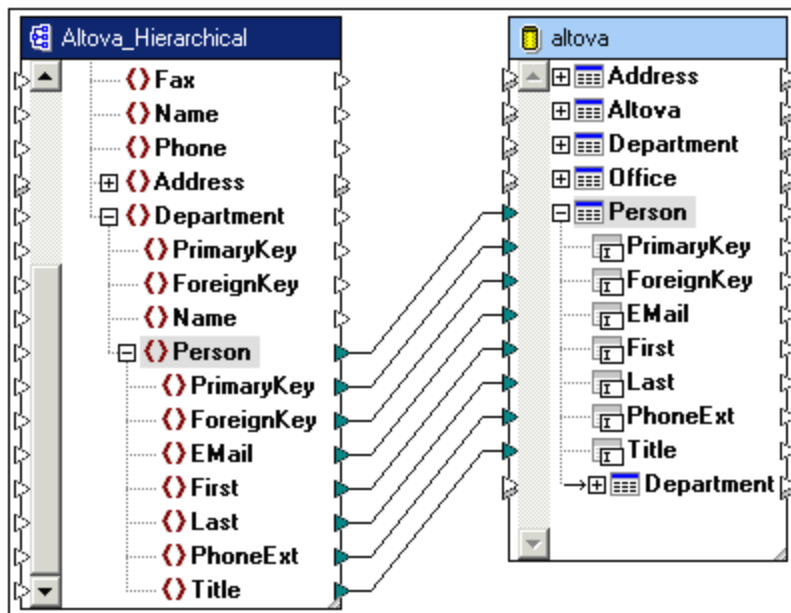 Altova_Hierarchical
Fax
Name
Phone
Address
Department
PrimaryKey
ForeignKey
Name
Person
PrimaryKey
ForeignKey
EMail
First
Last
PhoneExt
Title
altova
Address
Altova
Department
Office
Person
PrimaryKey
ForeignKey
EMail
First
Last
PhoneExt
Title
Department